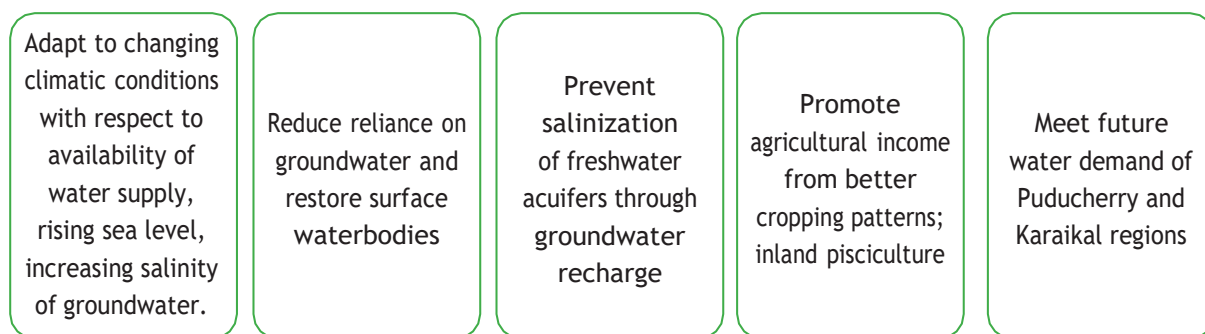 Adapt to changing
climatic conditions
with respect to
availability of
water supply,
rising sea level,
increasing salinity
of groundwater.
Reduce reliance on
groundwater and
restore surface
waterbodies
Prevent
salinization
of freshwater
acuifers through
groundwater
recharge
Promote
agricultural income
from better
cropping patterns;
inland pisciculture
Meet future
water demand of
Puducherry and
Karaikal regions